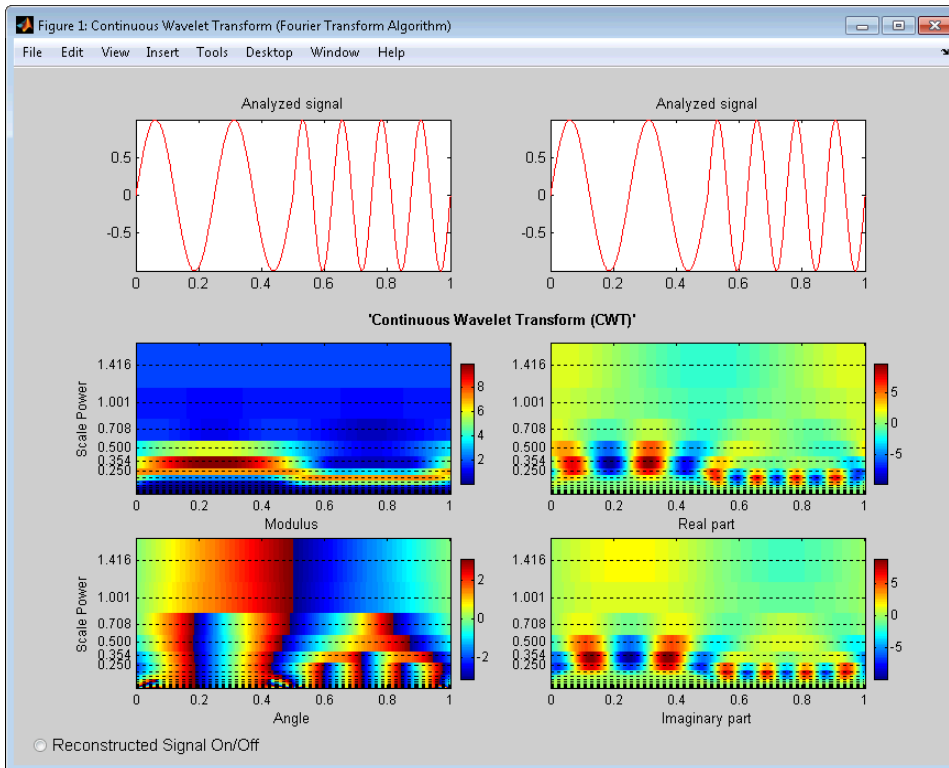 Figure 1: Continuous Wavelet Transform (Fourier Transform Algorithm)
File Edit View Insert Tools Desktop Window Help
Analyzed signal
0.5
0
-0.5
0 0.2 0.4 0.6 0.8 1
Analyzed signal
0.5
0
-0.5
0 0.2 0.4 0.6 0.8 1
'Continuous Wavelet Transform (CWT)'
Scale Power
1.416
1.001
0.708
0.500
0.354
0.250
0 0.2 0.4 0.6 0.8 1
Modulus
8
6
4
2
1.416
1.001
0.708
0.500
0.354
0.250
0 0.2 0.4 0.6 0.8 1
Real part
5
0
-5
Scale Power
1.416
1.001
0.708
0.500
0.354
0.250
0 0.2 0.4 0.6 0.8 1
Angle
2
0
-2
1.416
1.001
0.708
0.500
0.354
0.250
0 0.2 0.4 0.6 0.8 1
Imaginary part
5
0
-5
Reconstructed Signal On/Off